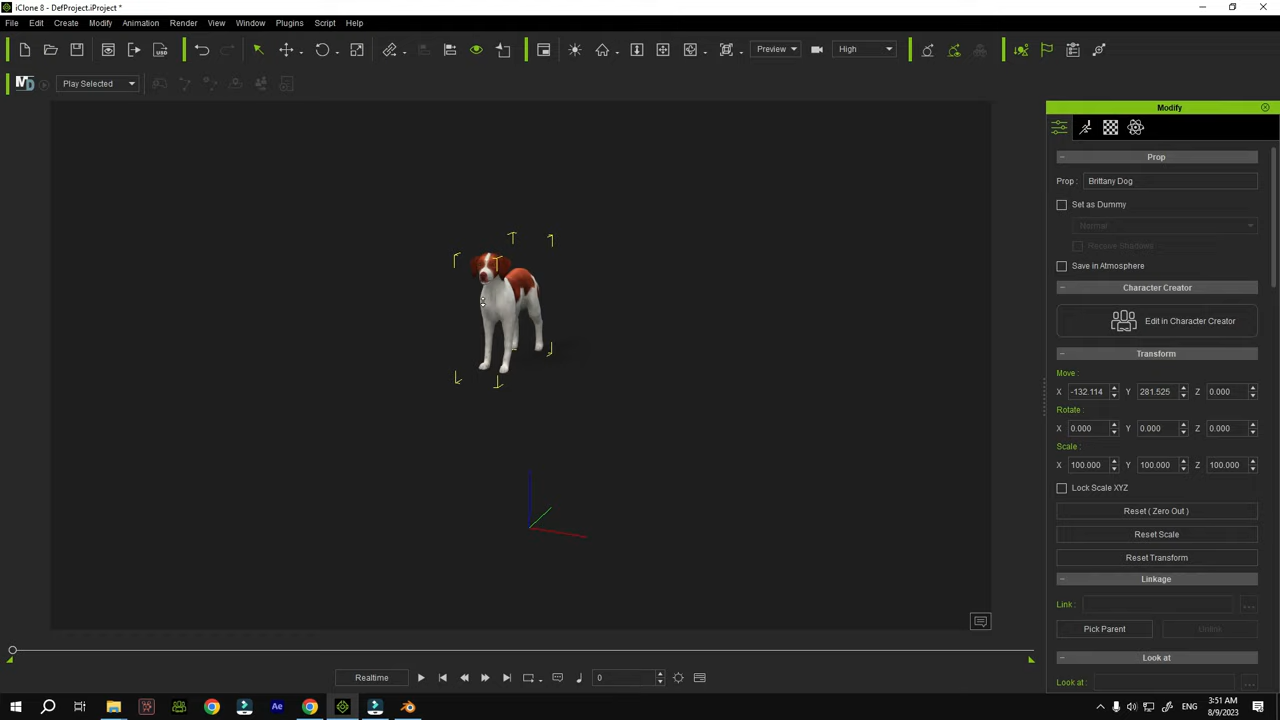 iClone 8 - DefProject.iProject *
File Edit Create Modify Animation Render View Window Plugins Script Help
Preview High
Play Selected
Modify
Prop
Prop : Brittany Dog
Set as Dummy
Normal
Receive Shadows
Save in Atmosphere
Character Creator
Edit in Character Creator
Transform
Move :
X -132.114 Y 281.525 Z 0.000
Rotate :
X 0.000 Y 0.000 Z 0.000
Scale :
X 100.000 Y 100.000 Z 100.000
Lock Scale XYZ
Reset ( Zero Out )
Reset Scale
Reset Transform
Linkage
Link : ...
Pick Parent Unlink
Look at
Look at : ...
Realtime 0
ENG 3:51 AM
8/9/2023